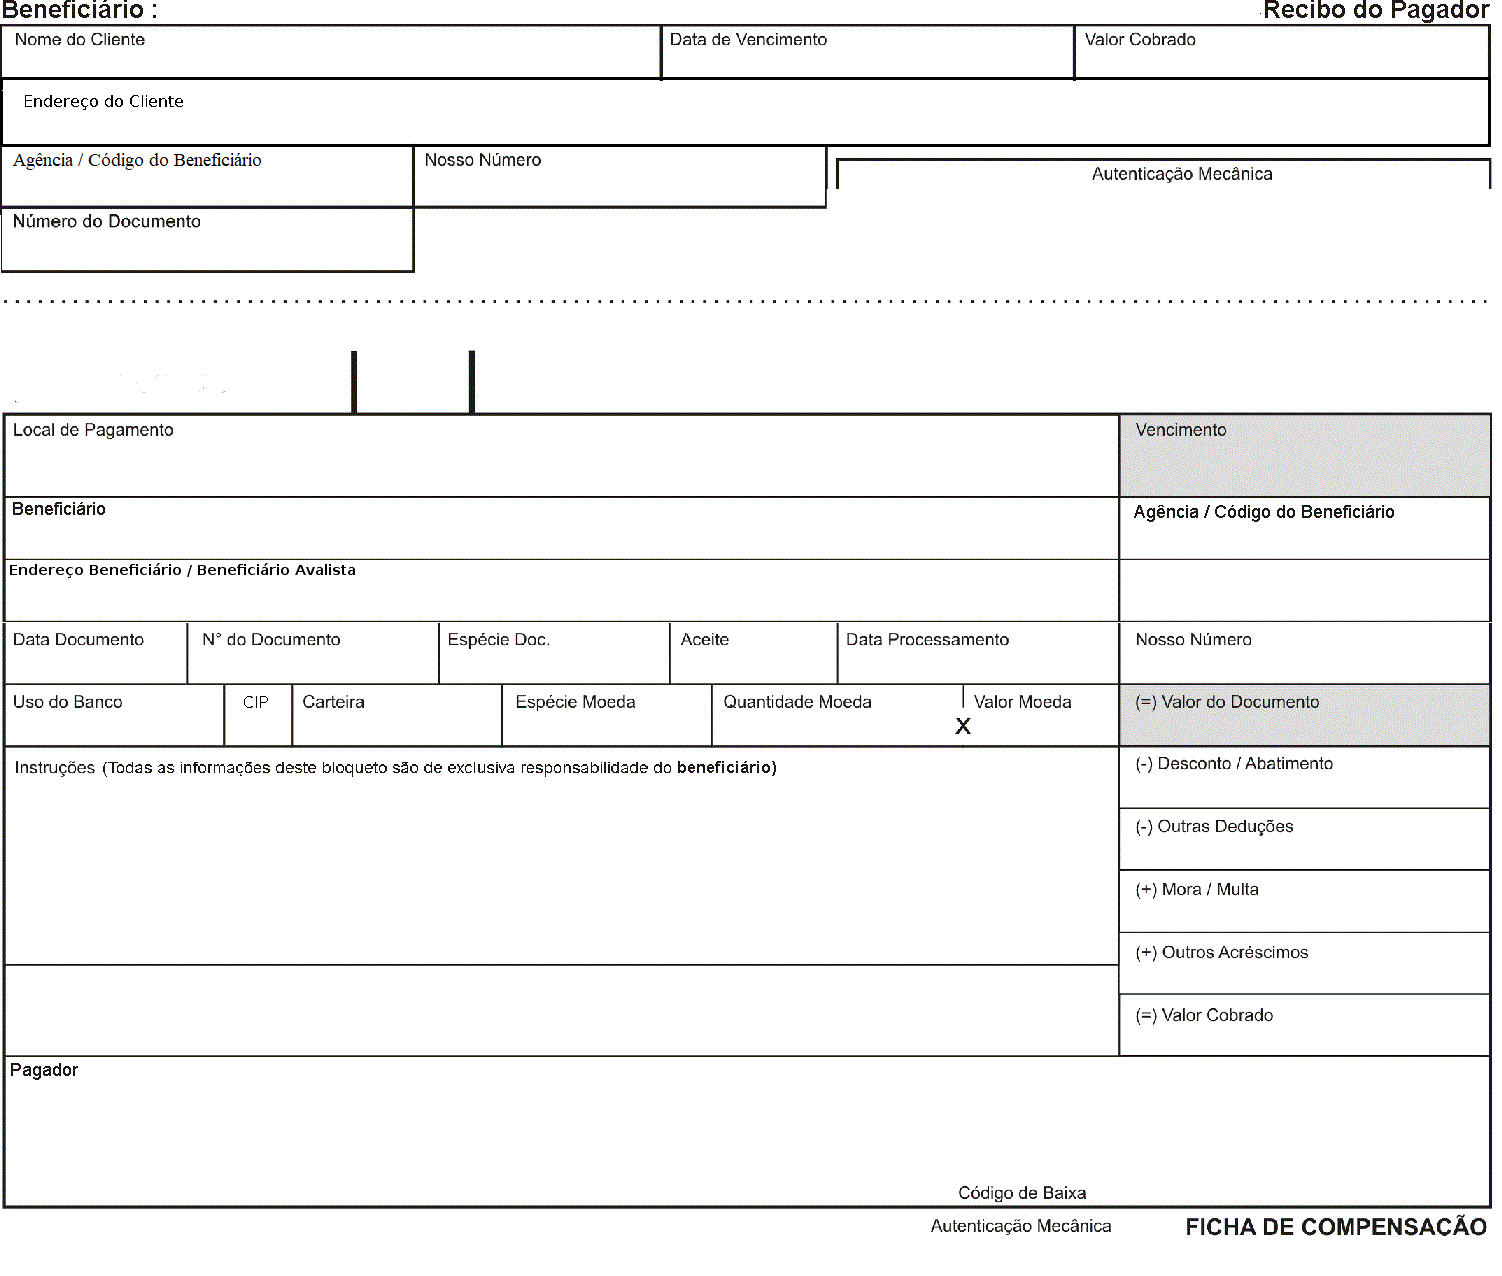 Beneficiário : Recibo do Pagador
Nome do Cliente Data de Vencimento Valor Cobrado
Endereço do Cliente
Agência / Código do Beneficiário Nosso Número
Autenticação Mecânica
Número do Documento
Local de Pagamento Vencimento
Beneficiário Agência / Código do Beneficiário
Endereço Beneficiário / Beneficiário Avalista
Data Documento N° do Documento Espécie Doc. Aceite Data Processamento Nosso Número
Uso do Banco CIP Carteira Espécie Moeda Quantidade Moeda Valor Moeda (=) Valor do Documento
X
Instruções (Todas as informações deste bloqueto são de exclusiva responsabilidade do beneficiário) (-) Desconto / Abatimento
(-) Outras Deduções
(+) Mora / Multa
(+) Outros Acréscimos
(=) Valor Cobrado
Pagador
Código de Baixa
Autenticação Mecânica FICHA DE COMPENSACÃO